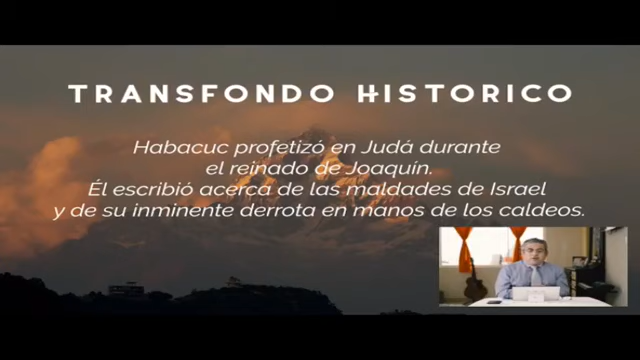 TRANSFONDO HISTORICO
Habacuc profetizó en Judá durante
el reinado de Joaquín.
Él escribió acerca de las maldades de Israel
y de su inminente derrota en manos de los caldeos.